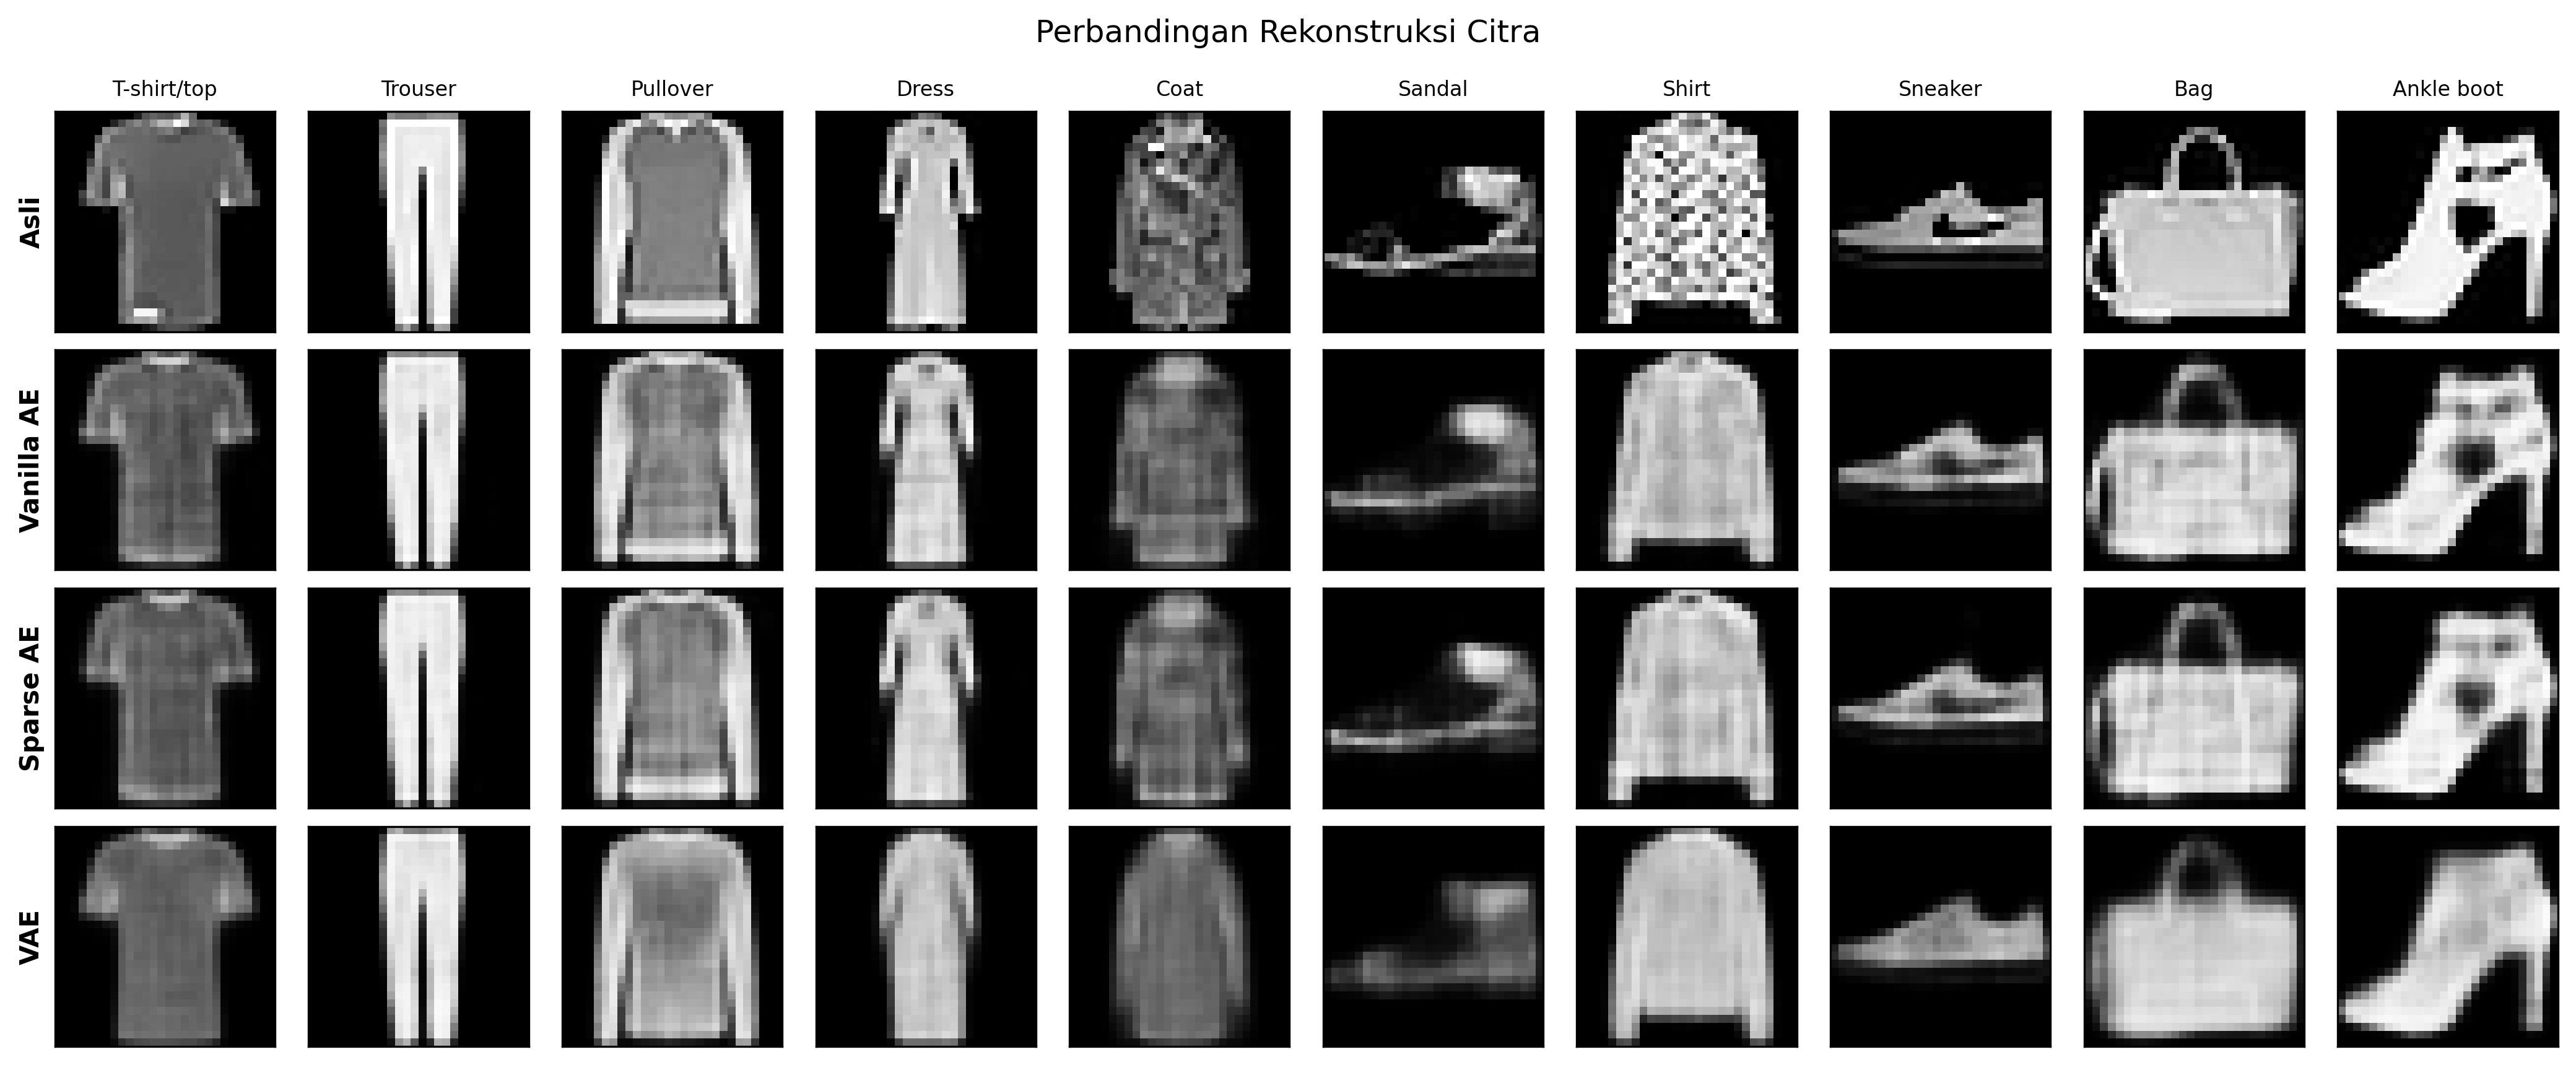 Perbandingan Rekonstruksi Citra
T-shirt/top Trouser Pullover Dress Coat Sandal Shirt Sneaker Bag Ankle boot
Asli
Vanilla AE
Sparse AE
VAE